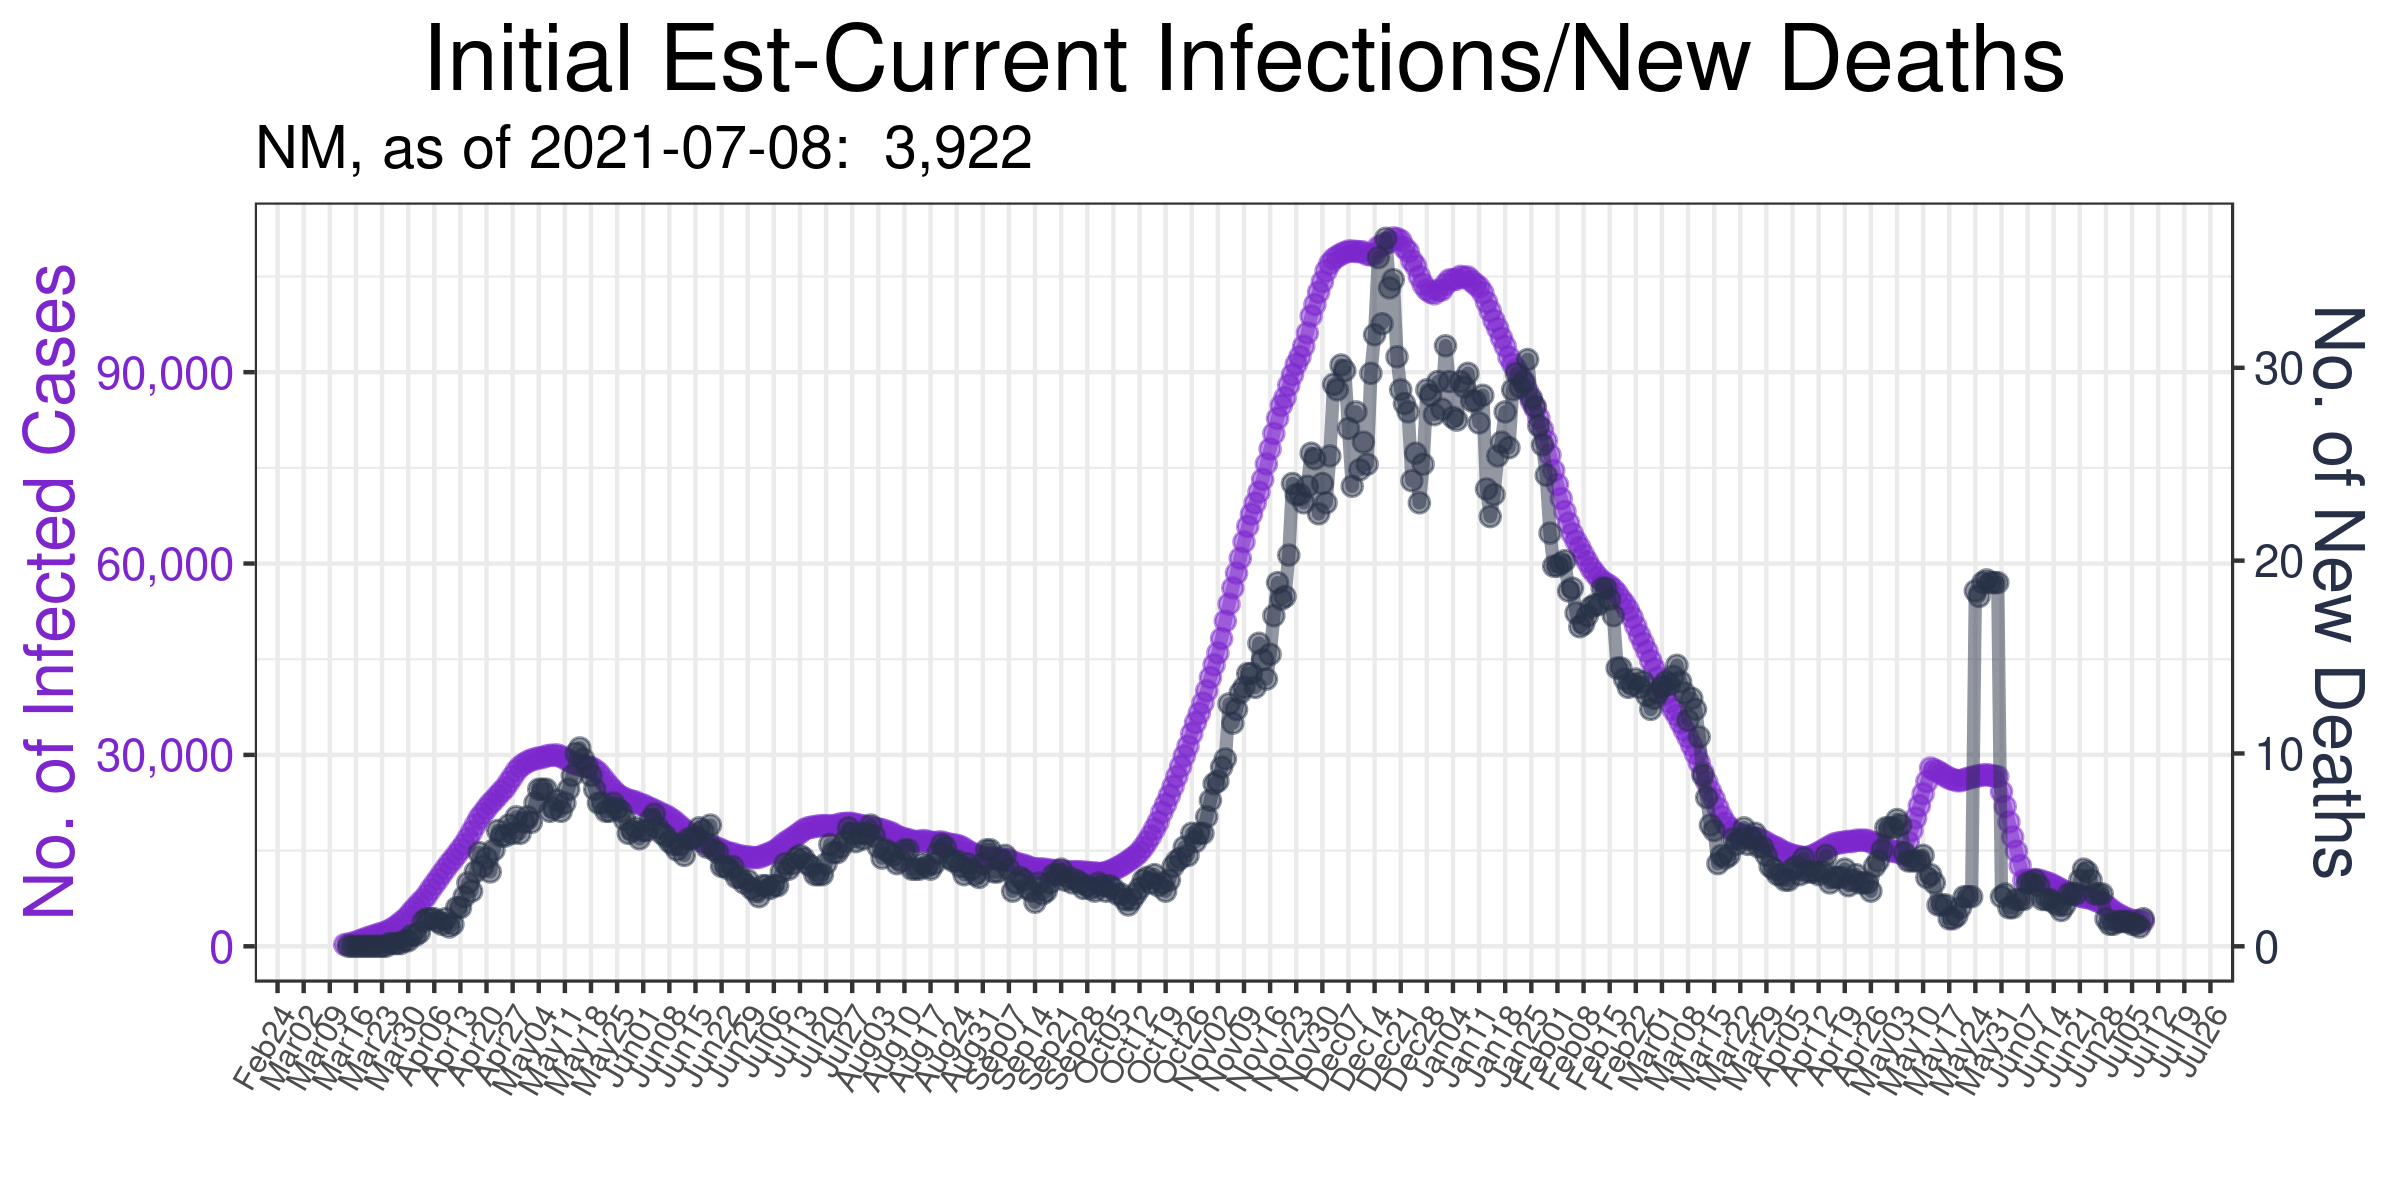 Initial Est-Current Infections/New Deaths
NM, as of 2021-07-08: 3,922
No. of Infected Cases
90,000
60,000
30,000
0
30
20
10
0
No. of New Deaths
Feb24
Mar02
Mar09
Mar16
Mar23
Mar30
Apr06
Apr13
Apr20
Apr27
May04
May11
May18
May25
Jun01
Jun08
Jun15
Jun22
Jun29
Jul06
Jul13
Jul20
Jul27
Aug03
Aug10
Aug17
Aug24
Aug31
Sep07
Sep14
Sep21
Sep28
Oct05
Oct12
Oct19
Oct26
Nov02
Nov09
Nov16
Nov23
Nov30
Dec07
Dec14
Dec21
Dec28
Jan04
Jan11
Jan18
Jan25
Feb01
Feb08
Feb15
Feb22
Mar01
Mar08
Mar15
Mar22
Mar29
Apr05
Apr12
Apr19
Apr26
May03
May10
May17
May24
May31
Jun07
Jun14
Jun21
Jun28
Jul05
Jul12
Jul19
Jul26